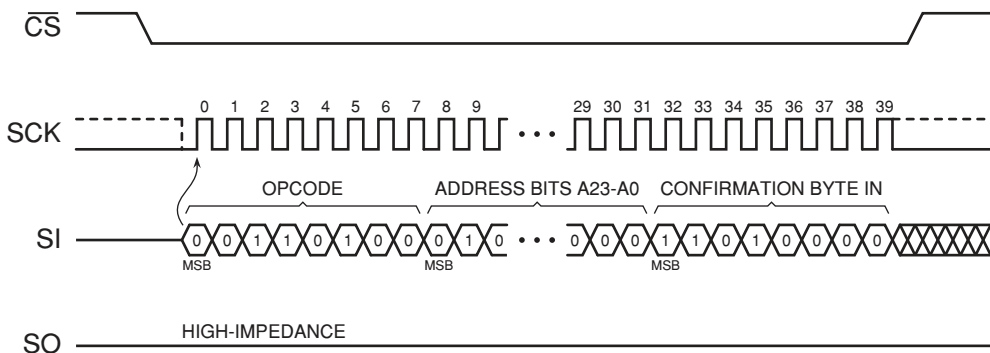 CS
SCK
0 1 2 3 4 5 6 7 8 9 29 30 31 32 33 34 35 36 37 38 39
OPCODE ADDRESS BITS A23-A0 CONFIRMATION BYTE IN
SI
0 0 1 1 0 1 0 0 0 1 0 0 0 0 1 1 0 1 0 0 0 0
MSB MSB MSB
HIGH-IMPEDANCE
SO